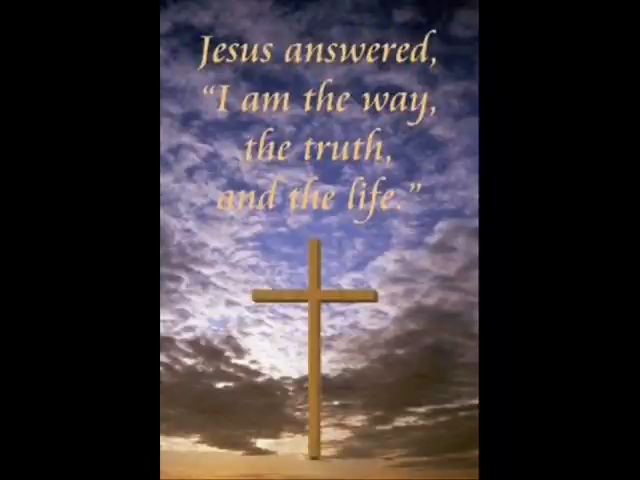 Jesus answered,
“I am the way,
the truth,
and the life.”